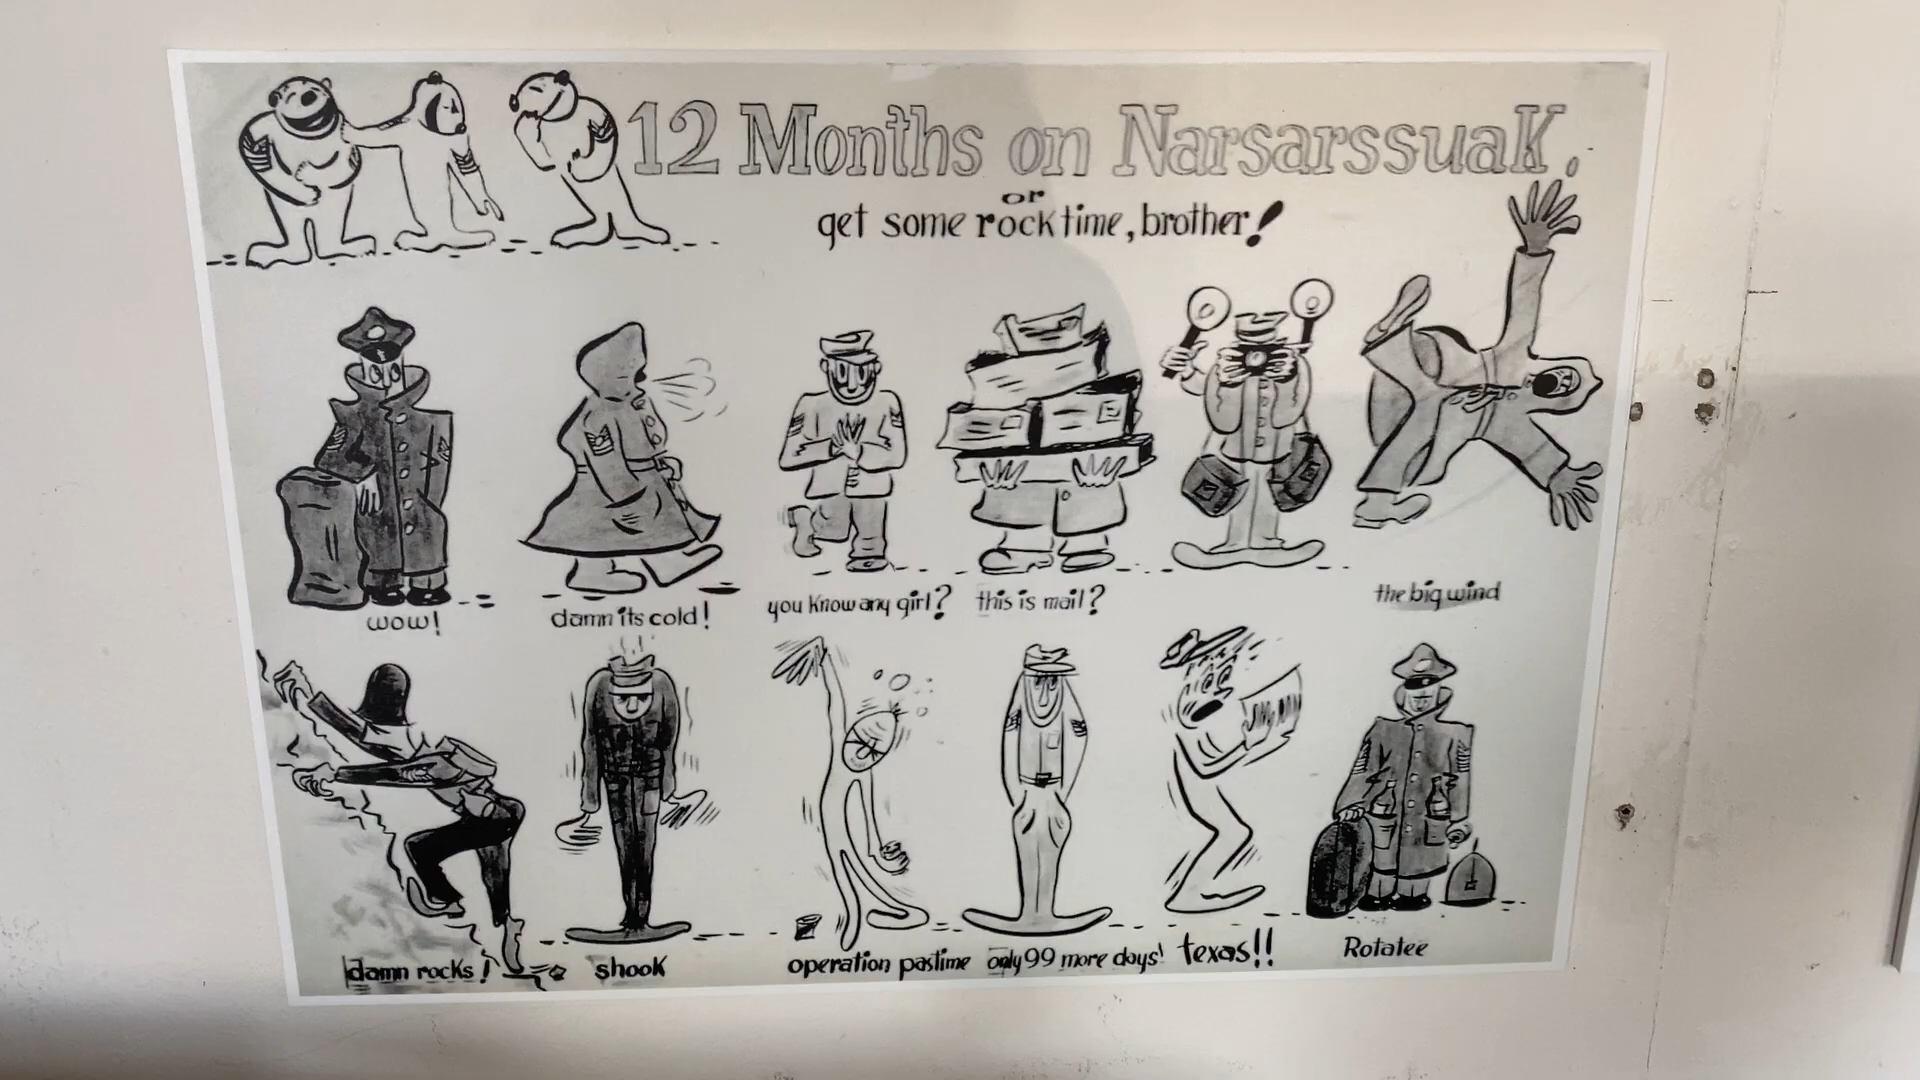 12 Months on NarsarssuaK.
or
get some rock time, brother!
wow!
damn its cold!
you know any girl?
this is mail?
the big wind
damn rocks!
shook
operation pastime
only 99 more days!
texas!!
Rotatee